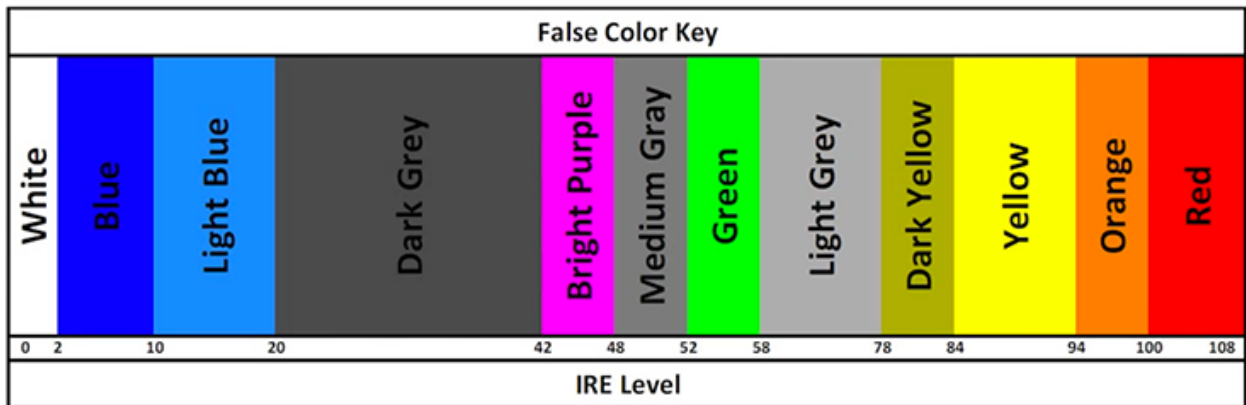 False Color Key
White
Blue
Light Blue
Dark Grey
Bright Purple
Medium Gray
Green
Light Grey
Dark Yellow
Yellow
Orange
Red
0 2 10 20 42 48 52 58 78 84 94 100 108
IRE Level